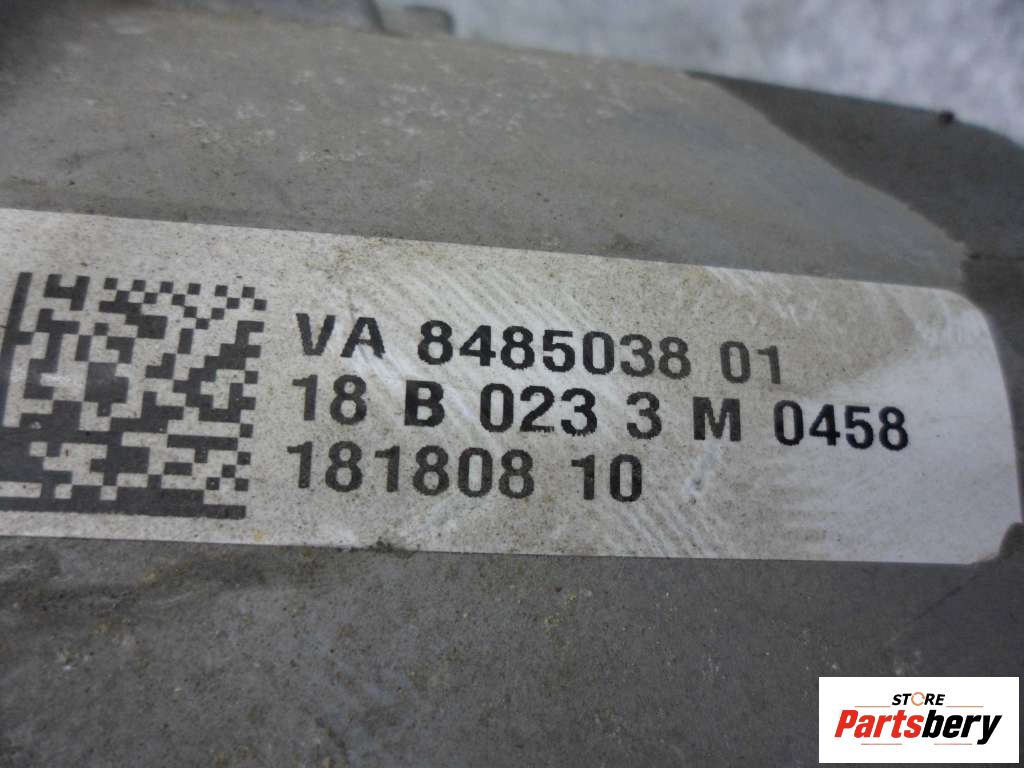 VA 8485038 01
18 B 023 3 M 0458
181808 10
STORE
Partsbery